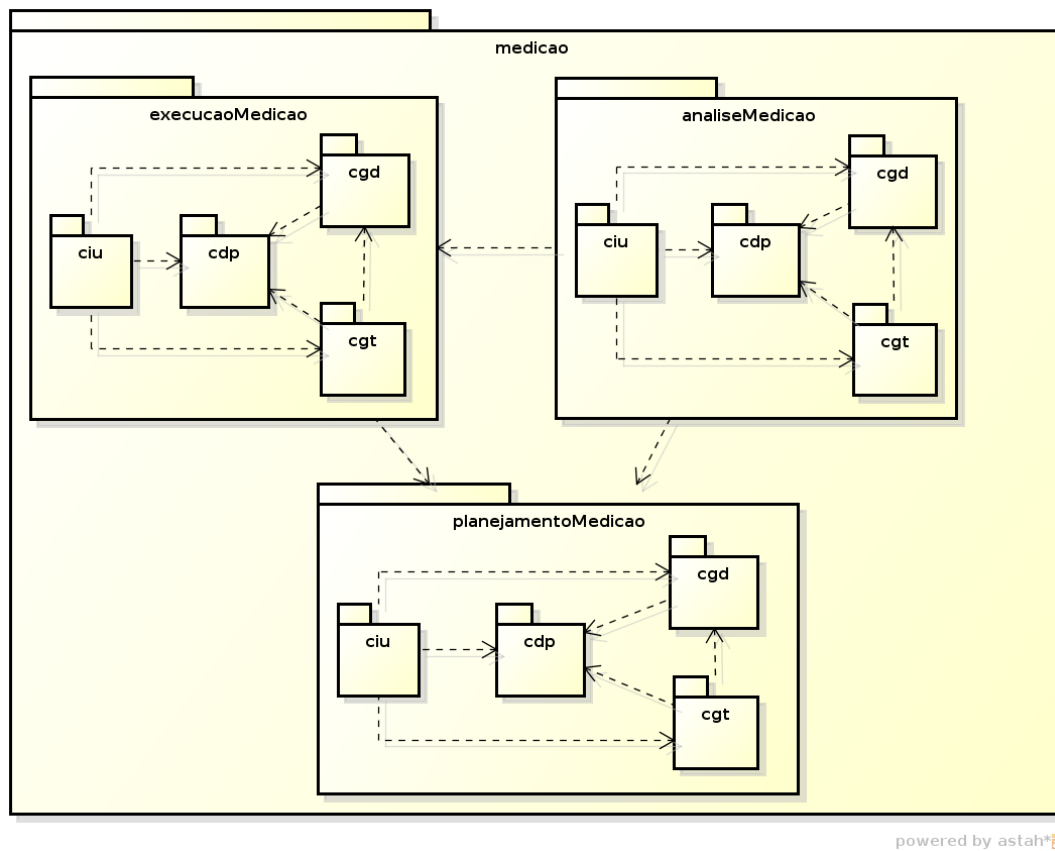 medicao
execucaoMedicao
cgd
ciu
cdp
cgt
analiseMedicao
cgd
ciu
cdp
cgt
planejamentoMedicao
cgd
ciu
cdp
cgt
powered by astah*